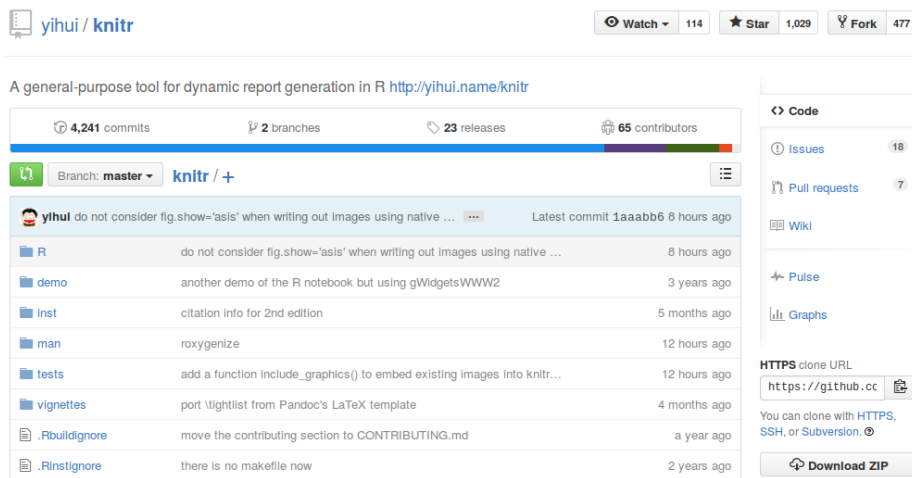 yihui / knitr
Watch 114 Star 1,029 Fork 477
A general-purpose tool for dynamic report generation in R http://yihui.name/knitr
4,241 commits 2 branches 23 releases 65 contributors
Branch: master knitr / +
yihui do not consider fig.show='asis' when writing out images using native … ... Latest commit 1aaabb6 8 hours ago
R do not consider fig.show='asis' when writing out images using native … 8 hours ago
demo another demo of the R notebook but using gWidgetsWWW2 3 years ago
inst citation info for 2nd edition 5 months ago
man roxygenize 12 hours ago
tests add a function include_graphics() to embed existing images into knitr… 12 hours ago
vignettes port \tightlist from Pandoc's LaTeX template 4 months ago
.Rbuildignore move the contributing section to CONTRIBUTING.md a year ago
.Rinstignore there is no makefile now 2 years ago
<> Code
Issues 18
Pull requests 7
Wiki
Pulse
Graphs
HTTPS clone URL
https://github.cc
You can clone with HTTPS,
SSH, or Subversion.
Download ZIP